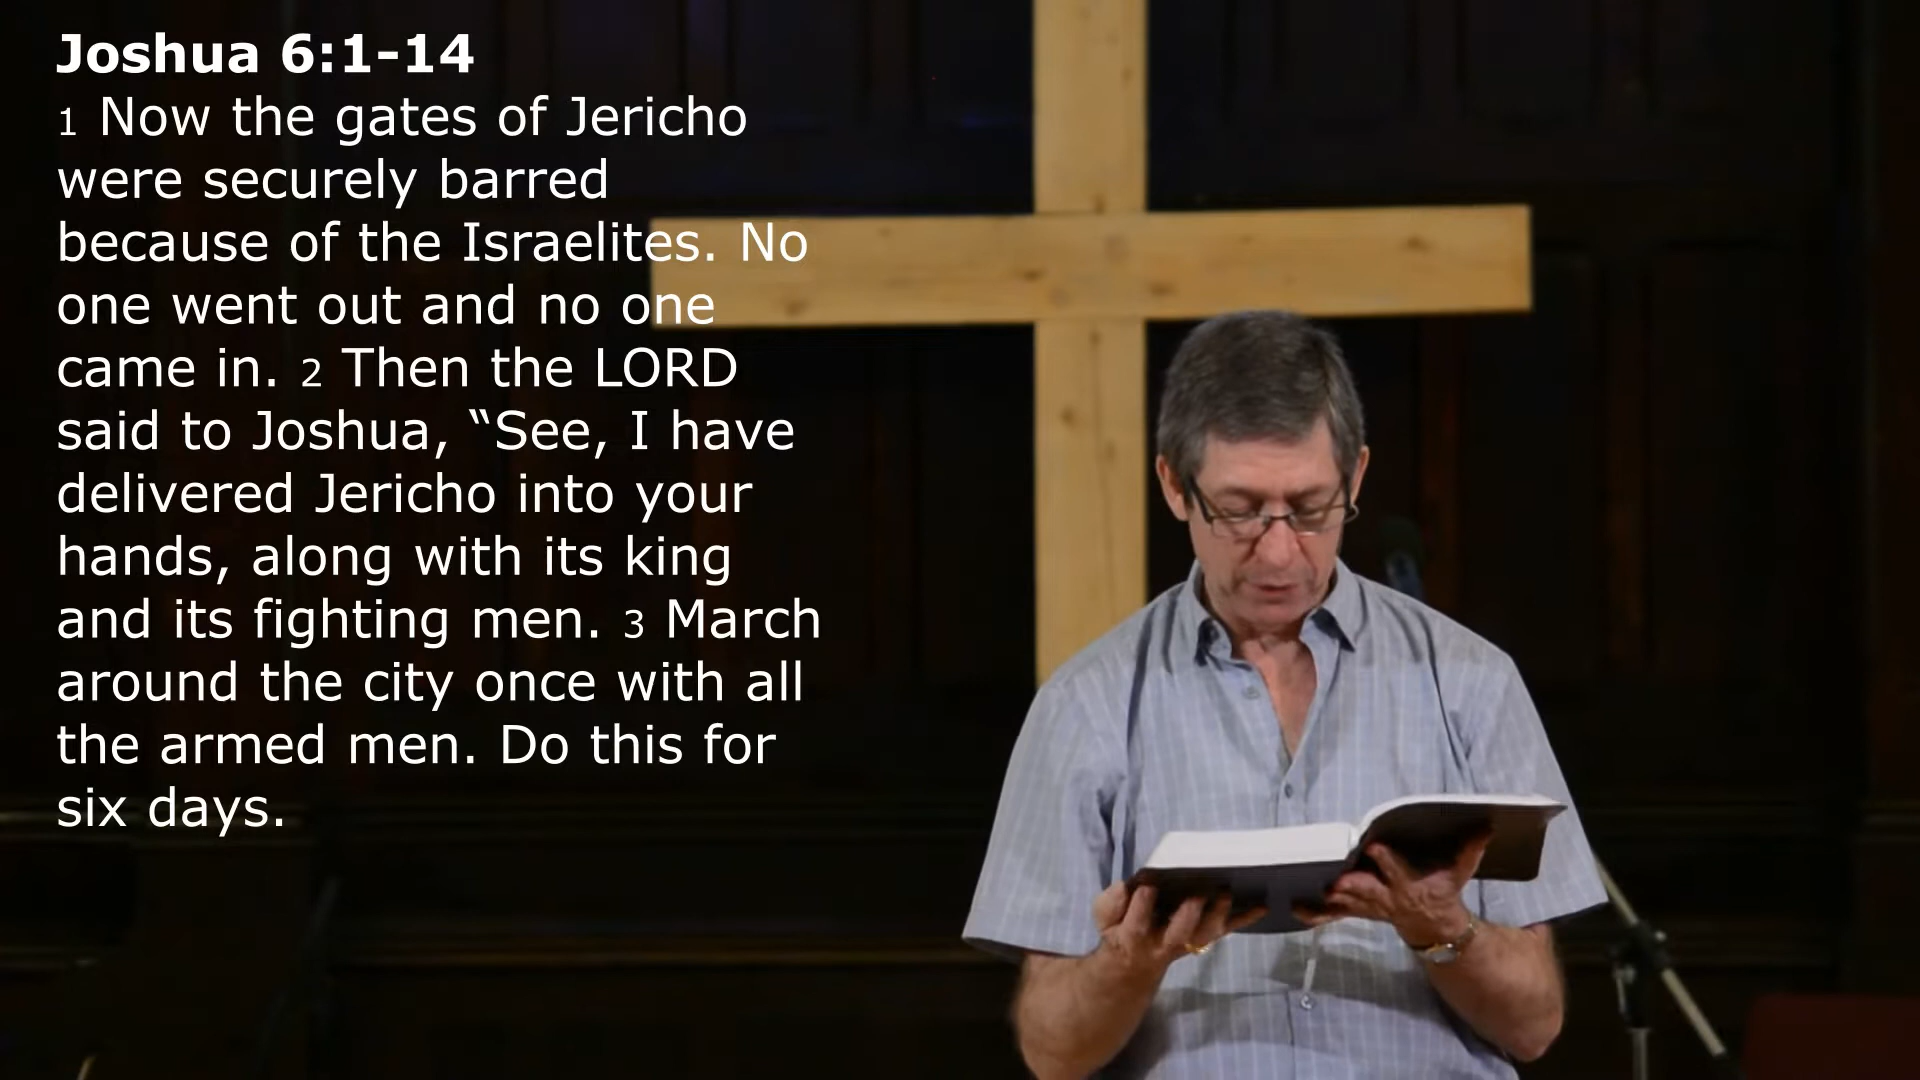 Joshua 6:1-14
1 Now the gates of Jericho
were securely barred
because of the Israelites. No
one went out and no one
came in. 2 Then the LORD
said to Joshua, “See, I have
delivered Jericho into your
hands, along with its king
and its fighting men. 3 March
around the city once with all
the armed men. Do this for
six days.